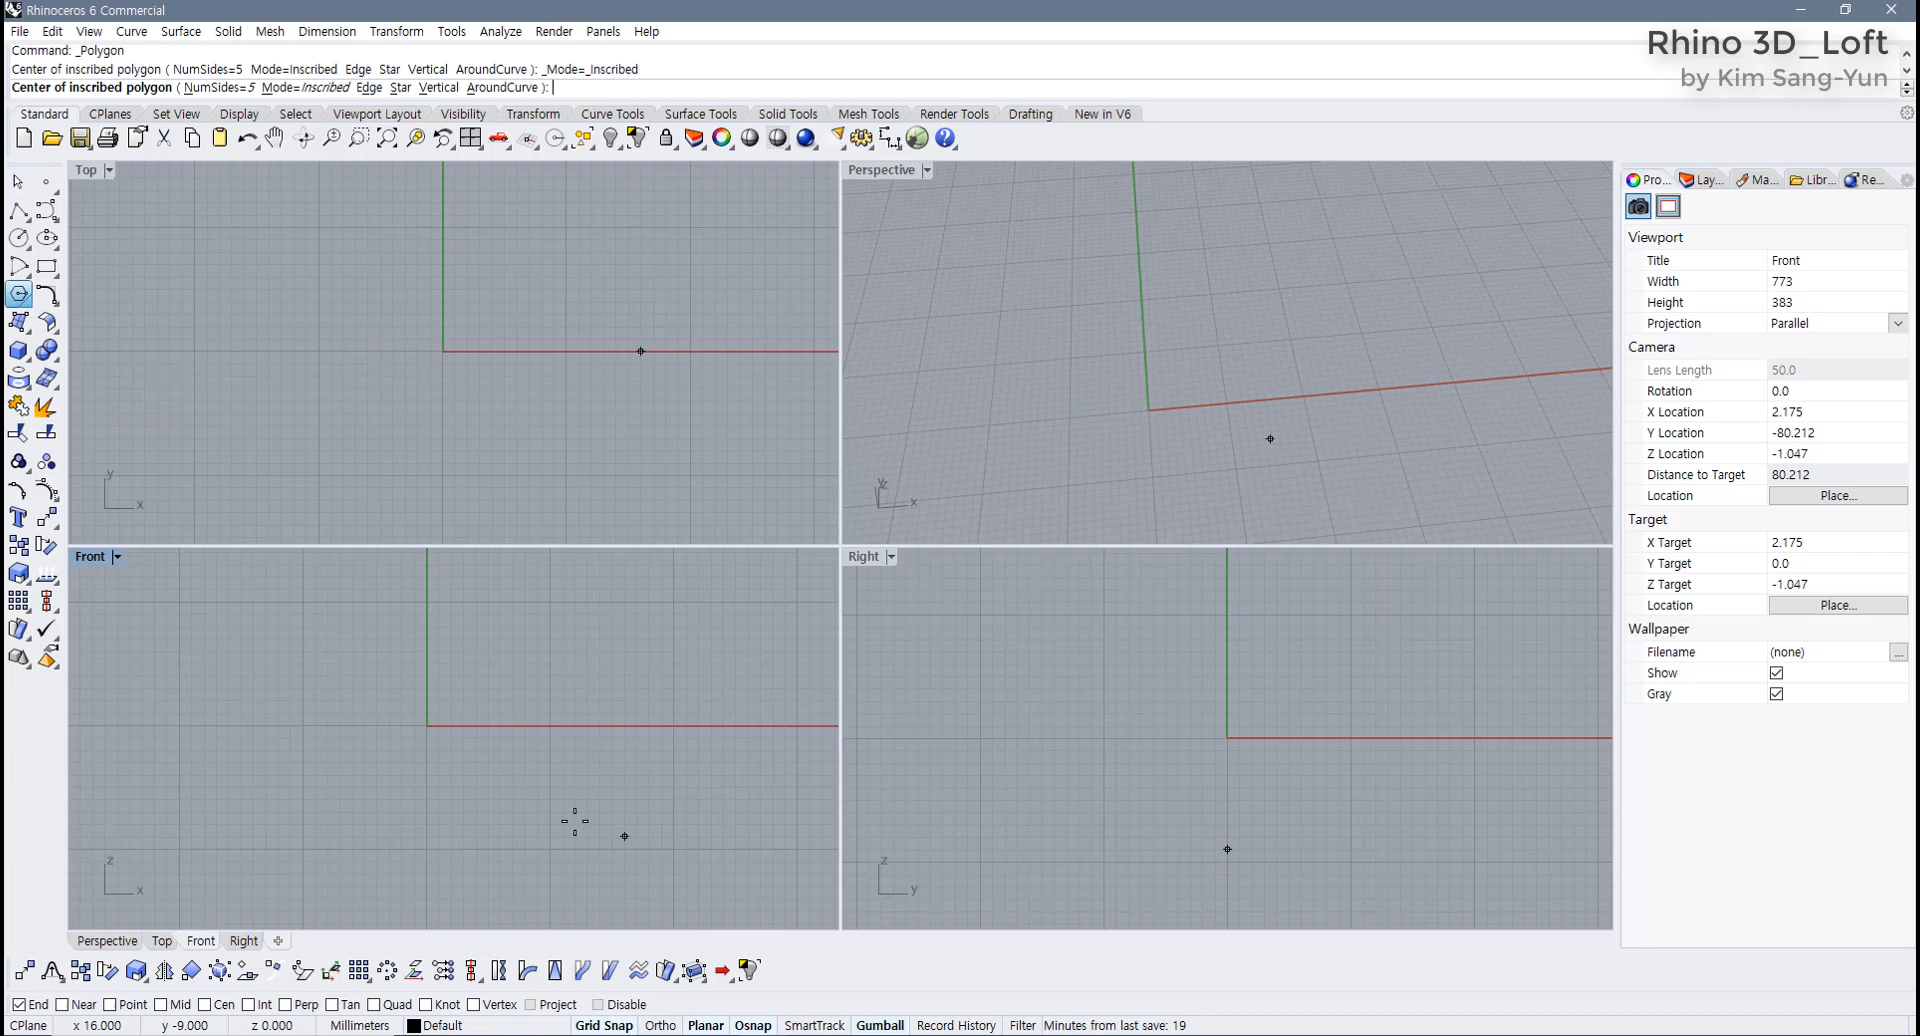 Rhinoceros 6 Commercial
File Edit View Curve Surface Solid Mesh Dimension Transform Tools Analyze Render Panels Help
Command: _Polygon
Center of inscribed polygon ( NumSides=5 Mode=Inscribed Edge Star Vertical AroundCurve ): _Mode=_Inscribed
Center of inscribed polygon ( NumSides=5 Mode=Inscribed Edge Star Vertical AroundCurve ):
Rhino 3D_Loft
by Kim Sang-Yun
Standard CPlanes Set View Display Select Viewport Layout Visibility Transform Curve Tools Surface Tools Solid Tools Mesh Tools Render Tools Drafting New in V6
Top
Perspective
Pro... Lay... Ma... Libr... Re...
Viewport
Title Front
Width 773
Height 383
Projection Parallel
Camera
Lens Length 50.0
Rotation 0.0
X Location 2.175
Y Location -80.212
Z Location -1.047
Distance to Target 80.212
Location Place...
Target
X Target 2.175
Y Target 0.0
Z Target -1.047
Location Place...
Wallpaper
Filename (none) ...
Show
Gray
y
x
x
Front
Right
z
x
z
y
Perspective Top Front Right
End Near Point Mid Cen Int Perp Tan Quad Knot Vertex Project Disable
CPlane x 16.000 y -9.000 z 0.000 Millimeters Default Grid Snap Ortho Planar Osnap SmartTrack Gumball Record History Filter Minutes from last save: 19